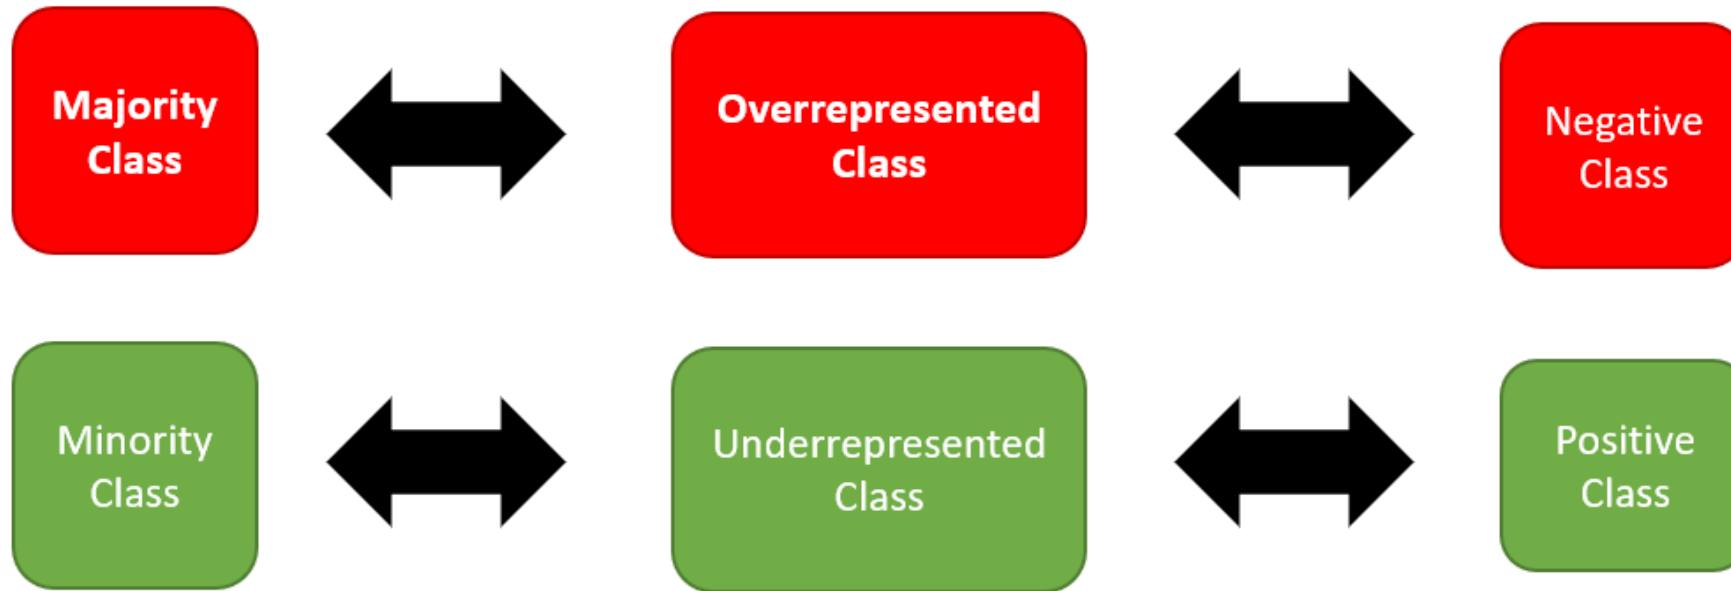 Majority
Class
Overrepresented
Class
Negative
Class
Minority
Class
Underrepresented
Class
Positive
Class